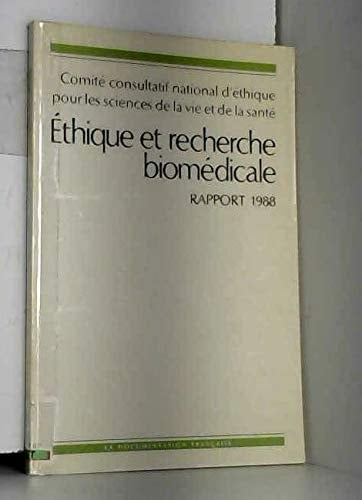 Comité consultatif national d'éthique
pour les sciences de la vie et de la santé
Éthique et recherche
biomédicale
RAPPORT 1988
LA DOCUMENTATION FRANÇAISE